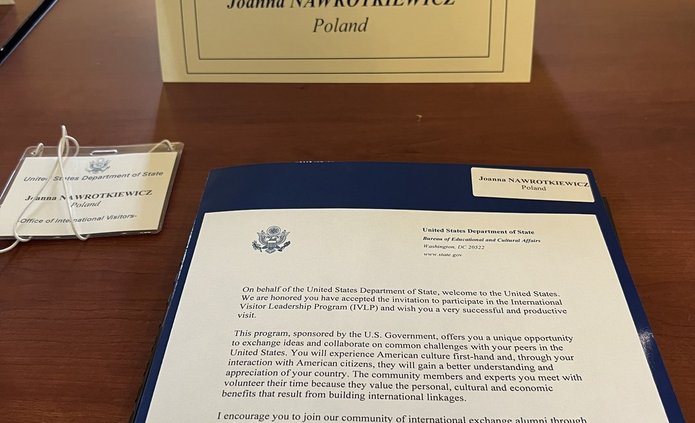 Joanna NAWROTKIEWICZ
Poland
United States Department of State
Joanna NAWROTKIEWICZ
Poland
Office of International Visitors-
Joanna NAWROTKIEWICZ
Poland
United States Department of State
Bureau of Educational and Cultural Affairs
Washington, DC 20522
www.state.gov
On behalf of the United States Department of State, welcome to the United States.
We are honored you have accepted the invitation to participate in the International
Visitor Leadership Program (IVLP) and wish you a very successful and productive
visit.
This program, sponsored by the U.S. Government, offers you a unique opportunity
to exchange ideas and collaborate on common challenges with your peers in the
United States. You will experience American culture first-hand and, through your
interaction with American citizens, they will gain a better understanding and
appreciation of your country. The community members and experts you meet with
volunteer their time because they value the personal, cultural and economic
benefits that result from building international linkages.
I encourage you to join our community of international exchange alumni through